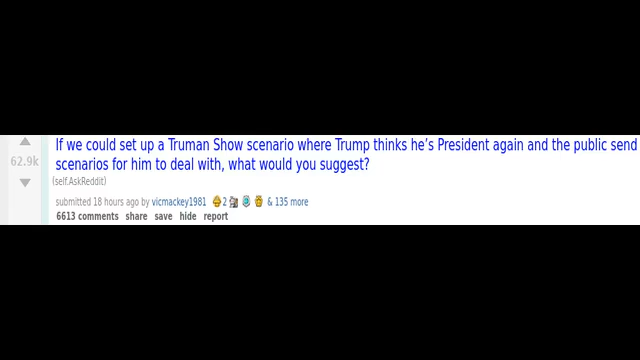 If we could set up a Truman Show scenario where Trump thinks he's President again and the public send
62.9k
scenarios for him to deal with, what would you suggest?
(self.AskReddit)
submitted 18 hours ago by vicmackey1981 2 & 135 more
6613 comments share save hide report